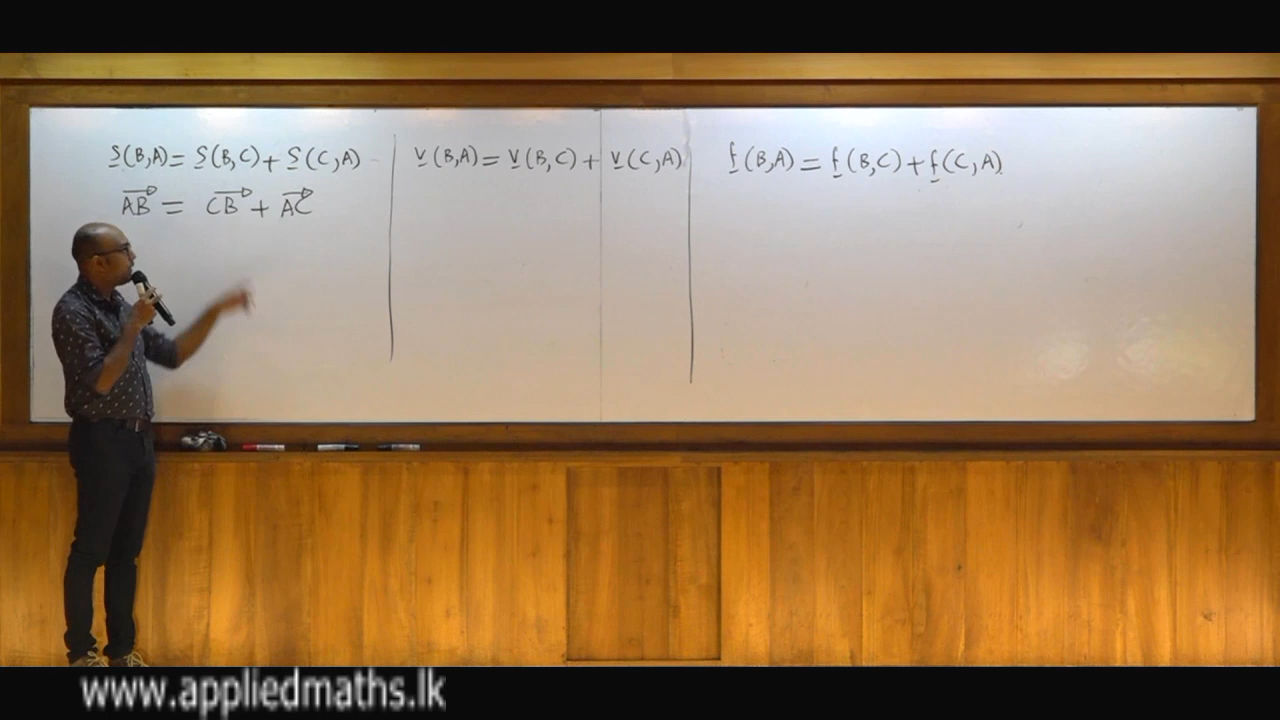 S(B,A) = S(B,C) + S(C,A)
AB = CB + AC
V(B,A) = V(B,C) + V(C,A)
f(B,A) = f(B,C) + f(C,A)
www.appliedmaths.lk